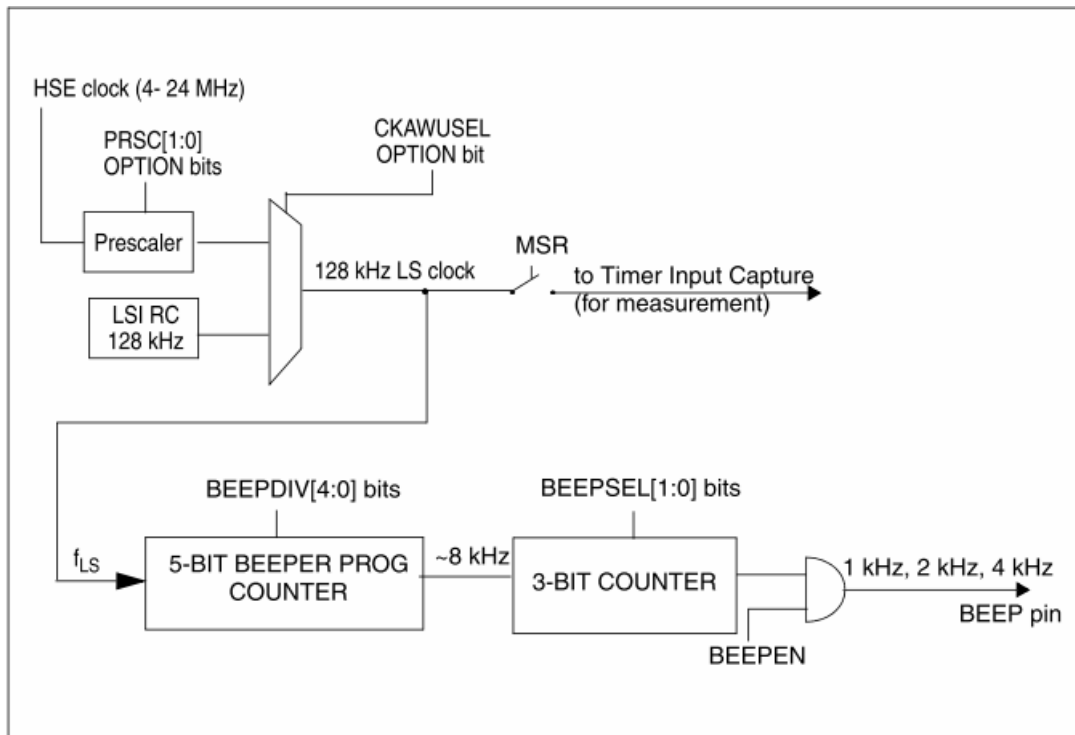 HSE clock (4- 24 MHz)
PRSC[1:0]
OPTION bits
CKAWUSEL
OPTION bit
Prescaler
MSR
128 kHz LS clock
to Timer Input Capture
(for measurement)
LSI RC
128 kHz
BEEPDIV[4:0] bits
BEEPSEL[1:0] bits
fLS
5-BIT BEEPER PROG
COUNTER
~8 kHz
3-BIT COUNTER
1 kHz, 2 kHz, 4 kHz
BEEP pin
BEEPEN